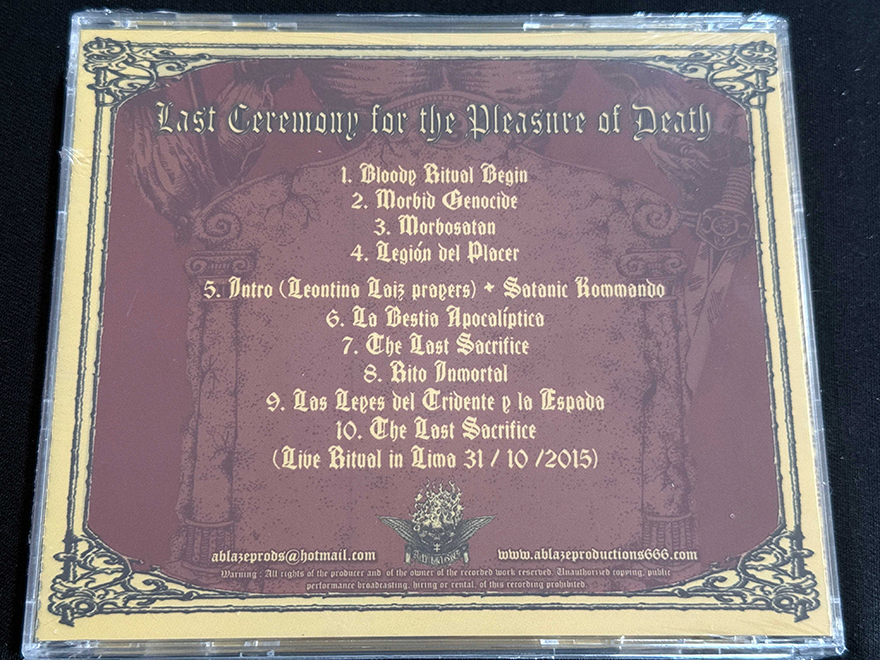 Last Ceremony for the Pleasure of Death
1. Bloody Ritual Begin
2. Morbid Genocide
3. Morbosatan
4. Legión del Placer
5. Intro (Leontina Laiz prayers) + Satanic Kommando
6. La Bestia Apocalíptica
7. The Last Sacrifice
8. Rito Inmortal
9. Las Leyes del Tridente y la Espada
10. The Last Sacrifice
(Live Ritual in Lima 31 / 10 /2015)
ablazeprods@hotmail.com
www.ablazeproductions666.com
Warning : All rights of the producer and of the owner of the recorded work reserved. Unauthorized copying, public
performance broadcasting, hiring or rental, of this recording prohibited.